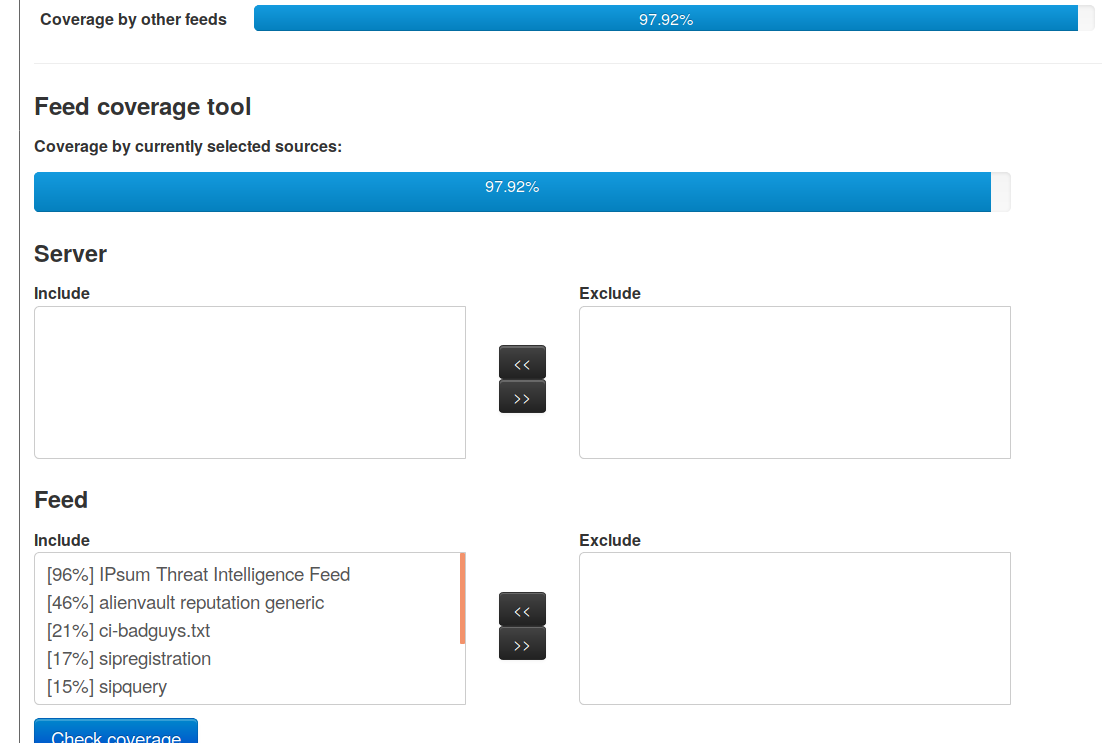 Coverage by other feeds 97.92%
Feed coverage tool
Coverage by currently selected sources:
97.92%
Server
Include Exclude
<<
>>
Feed
Include Exclude
[96%] IPsum Threat Intelligence Feed
[46%] alienvault reputation generic
<<
[21%] ci-badguys.txt
>>
[17%] sipregistration
[15%] sipquery
Check coverage